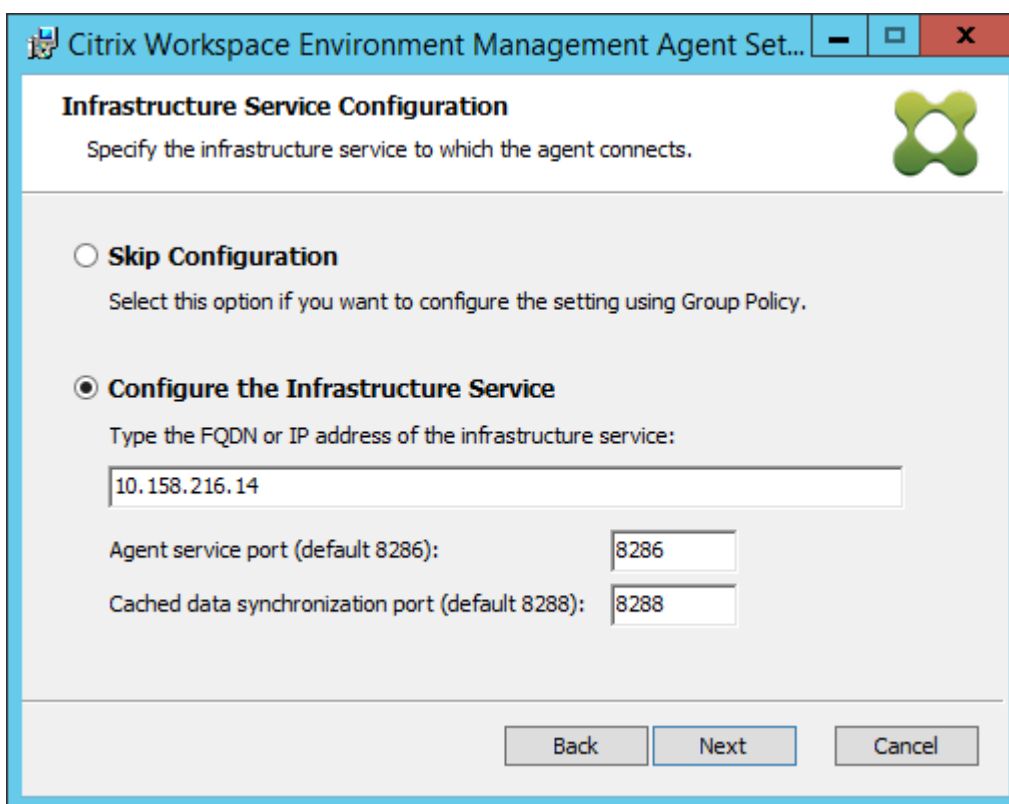 Citrix Workspace Environment Management Agent Set...
Infrastructure Service Configuration
Specify the infrastructure service to which the agent connects.
Skip Configuration
Select this option if you want to configure the setting using Group Policy.
Configure the Infrastructure Service
Type the FQDN or IP address of the infrastructure service:
10.158.216.14
Agent service port (default 8286): 8286
Cached data synchronization port (default 8288): 8288
Back Next Cancel